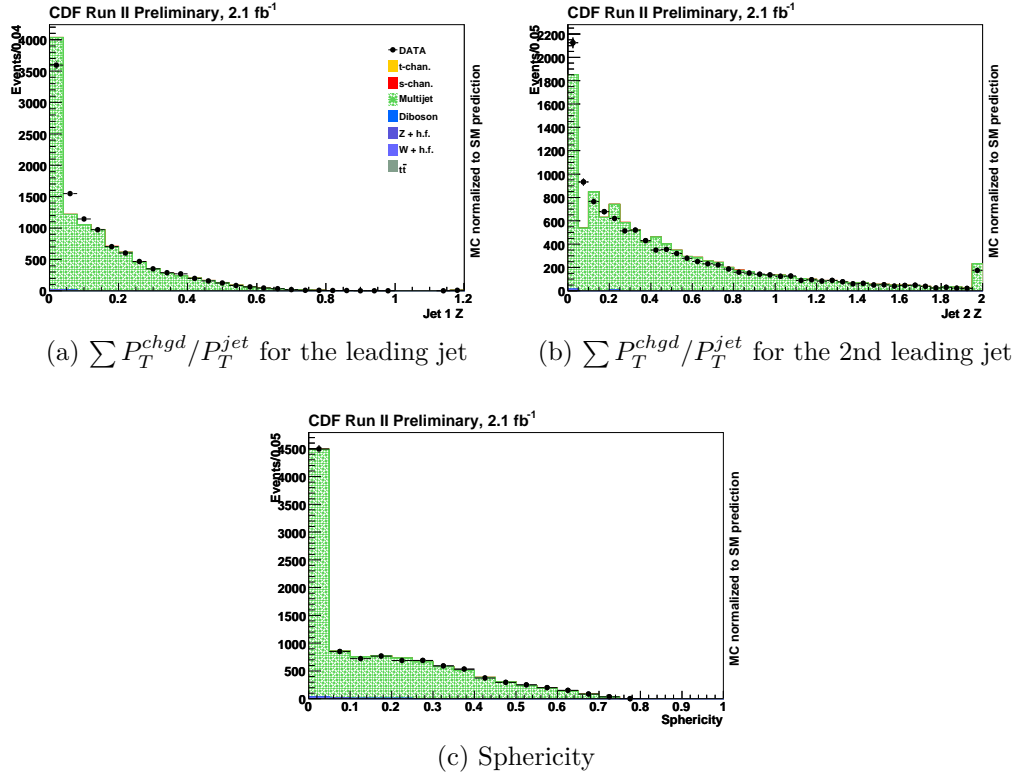 CDF Run II Preliminary, 2.1 fb⁻¹
Events/0.04
4000
3500
3000
2500
2000
1500
1000
500
0
0 0.2 0.4 0.6 0.8 1 1.2
Jet 1 Z
MC normalized to SM prediction
DATA
t-chan.
s-chan.
Multijet
Diboson
Z + h.f.
W + h.f.
tt̄
(a) ∑ P_T^{chgd}/P_T^{jet} for the leading jet
CDF Run II Preliminary, 2.1 fb⁻¹
Events/0.05
2200
2000
1800
1600
1400
1200
1000
800
600
400
200
0
0 0.2 0.4 0.6 0.8 1 1.2 1.4 1.6 1.8 2
Jet 2 Z
MC normalized to SM prediction
(b) ∑ P_T^{chgd}/P_T^{jet} for the 2nd leading jet
CDF Run II Preliminary, 2.1 fb⁻¹
Events/0.05
4500
4000
3500
3000
2500
2000
1500
1000
500
0
0 0.1 0.2 0.3 0.4 0.5 0.6 0.7 0.8 0.9 1
Sphericity
MC normalized to SM prediction
(c) Sphericity